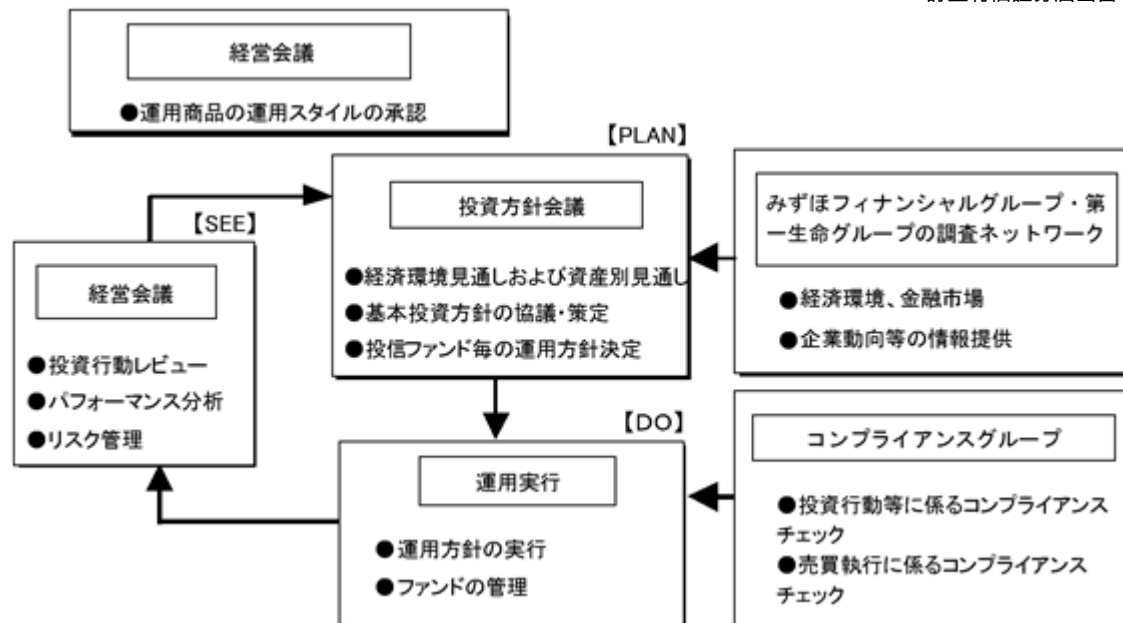 経営会議
●運用商品の運用スタイルの承認
【PLAN】
投資方針会議
●経済環境見通しおよび資産別見通し
●基本投資方針の協議・策定
●投信ファンド毎の運用方針決定
みずほフィナンシャルグループ・第
一生命グループの調査ネットワーク
●経済環境、金融市場
●企業動向等の情報提供
【SEE】
経営会議
●投資行動レビュー
●パフォーマンス分析
●リスク管理
【DO】
運用実行
●運用方針の実行
●ファンドの管理
コンプライアンスグループ
●投資行動等に係るコンプライアンス
チェック
●売買執行に係るコンプライアンス
チェック